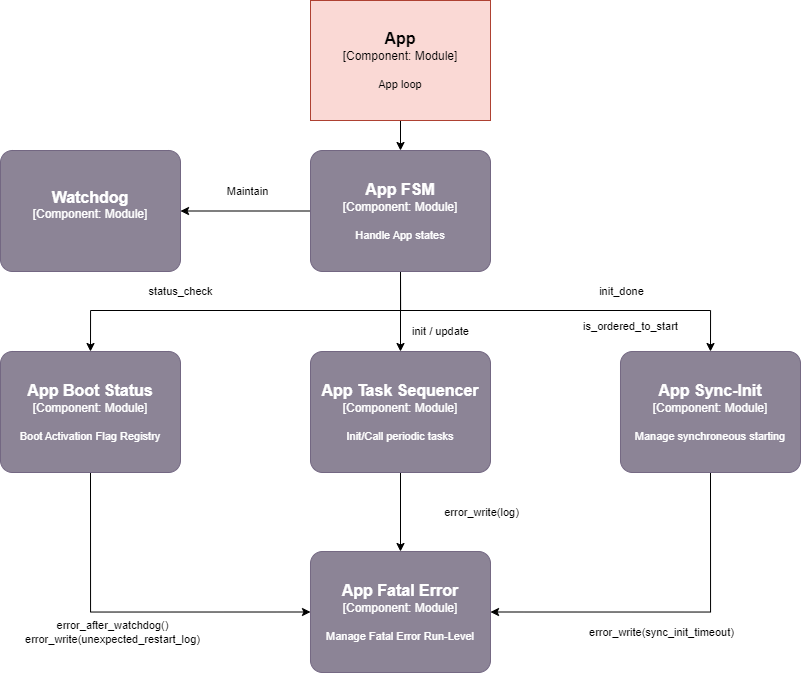 App
[Component: Module]
App loop
Watchdog
[Component: Module]
Maintain
App FSM
[Component: Module]
Handle App states
status_check
init / update
init_done
is_ordered_to_start
App Boot Status
[Component: Module]
Boot Activation Flag Registry
App Task Sequencer
[Component: Module]
Init/Call periodic tasks
App Sync-Init
[Component: Module]
Manage synchroneous starting
error_write(log)
App Fatal Error
[Component: Module]
Manage Fatal Error Run-Level
error_after_watchdog()
error_write(unexpected_restart_log)
error_write(sync_init_timeout)